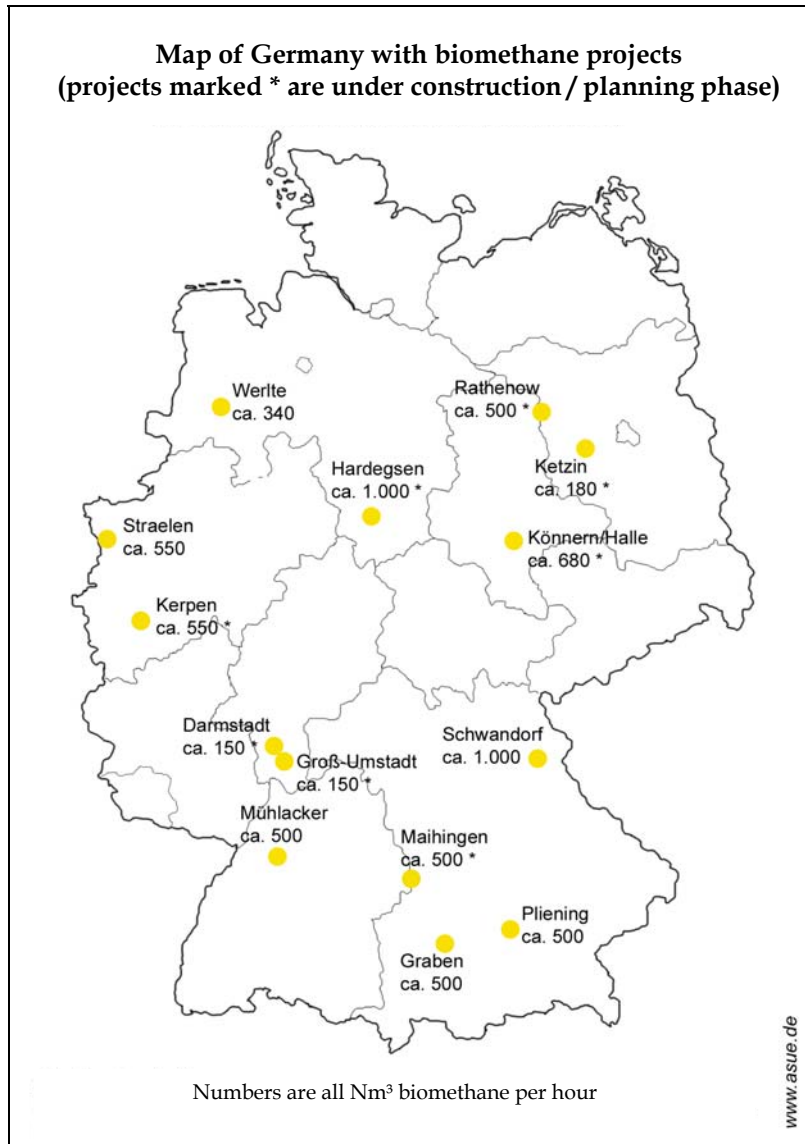 Map of Germany with biomethane projects
(projects marked * are under construction / planning phase)
Werlte
ca. 340
Rathenow
ca. 500 *
Ketzin
ca. 180 *
Hardegsen
ca. 1.000 *
Straelen
ca. 550
Könnern/Halle
ca. 680 *
Kerpen
ca. 550 *
Darmstadt
ca. 150 *
Groß-Umstadt
ca. 150 *
Schwandorf
ca. 1.000
Mühlacker
ca. 500
Maihingen
ca. 500 *
Pliening
ca. 500
Graben
ca. 500
Numbers are all Nm³ biomethane per hour
www.asue.de